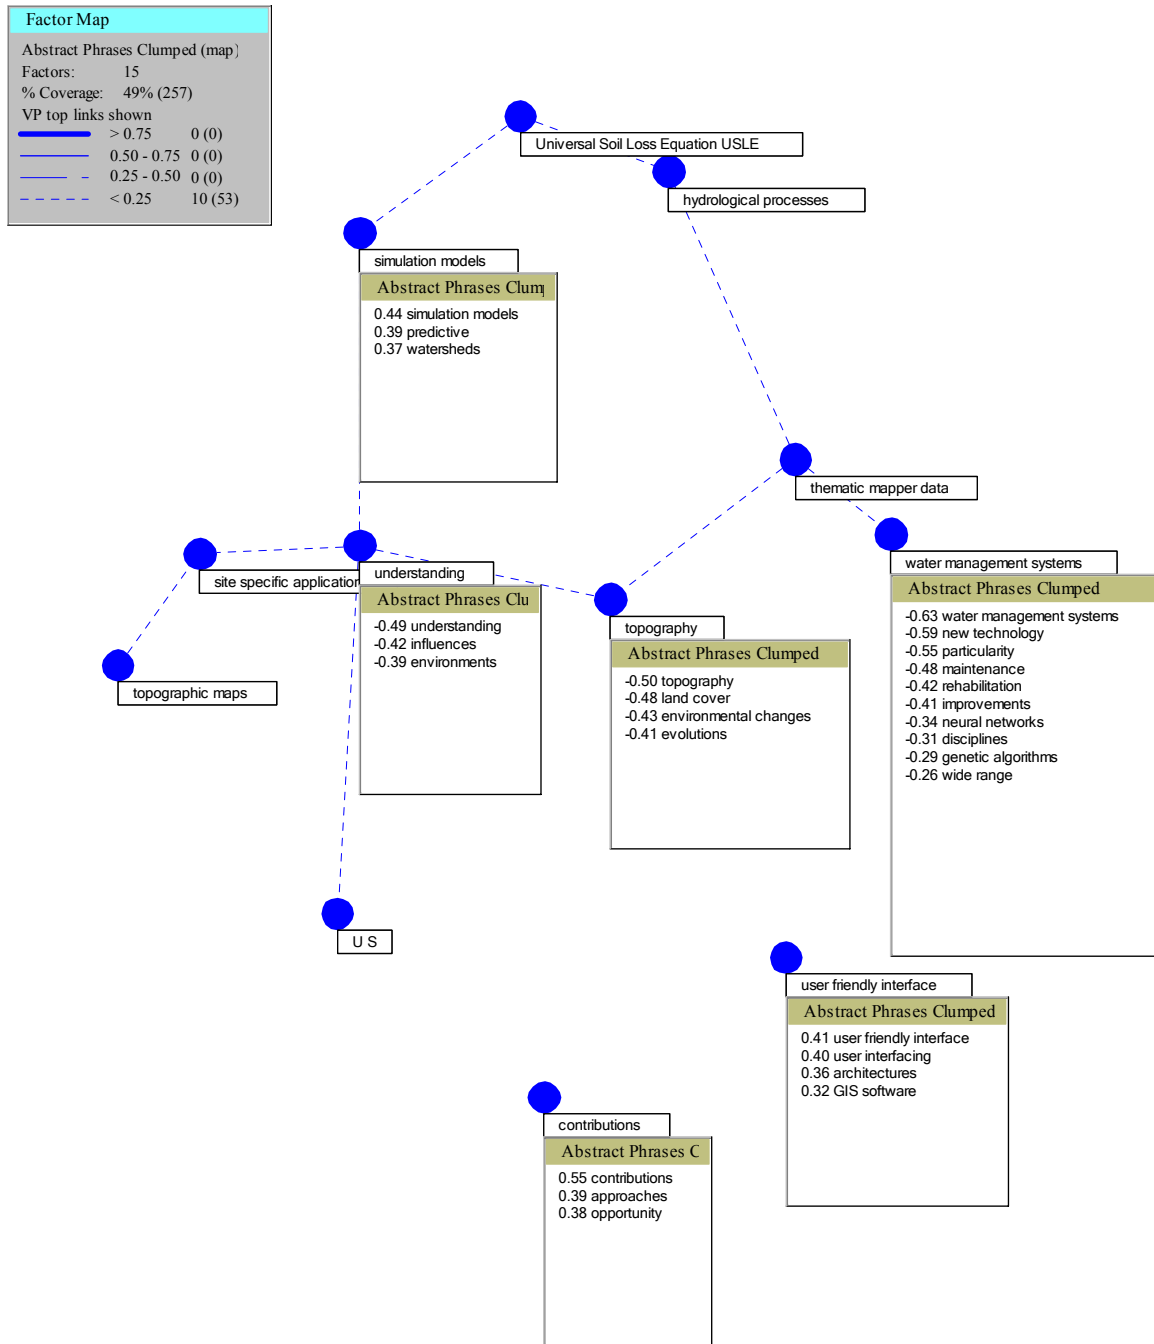 Factor Map
Abstract Phrases Clumped (map)
Factors: 15
% Coverage: 49% (257)
VP top links shown
> 0.75 0 (0)
0.50 - 0.75 0 (0)
0.25 - 0.50 0 (0)
< 0.25 10 (53)
Universal Soil Loss Equation USLE
hydrological processes
simulation models
Abstract Phrases Clum
0.44 simulation models
0.39 predictive
0.37 watersheds
thematic mapper data
water management systems
Abstract Phrases Clumped
-0.63 water management systems
-0.59 new technology
-0.55 particularity
-0.48 maintenance
-0.42 rehabilitation
-0.41 improvements
-0.34 neural networks
-0.31 disciplines
-0.29 genetic algorithms
-0.26 wide range
site specific application
understanding
Abstract Phrases Clu
-0.49 understanding
-0.42 influences
-0.39 environments
topography
Abstract Phrases Clumped
-0.50 topography
-0.48 land cover
-0.43 environmental changes
-0.41 evolutions
topographic maps
U S
user friendly interface
Abstract Phrases Clumped
0.41 user friendly interface
0.40 user interfacing
0.36 architectures
0.32 GIS software
contributions
Abstract Phrases C
0.55 contributions
0.39 approaches
0.38 opportunity